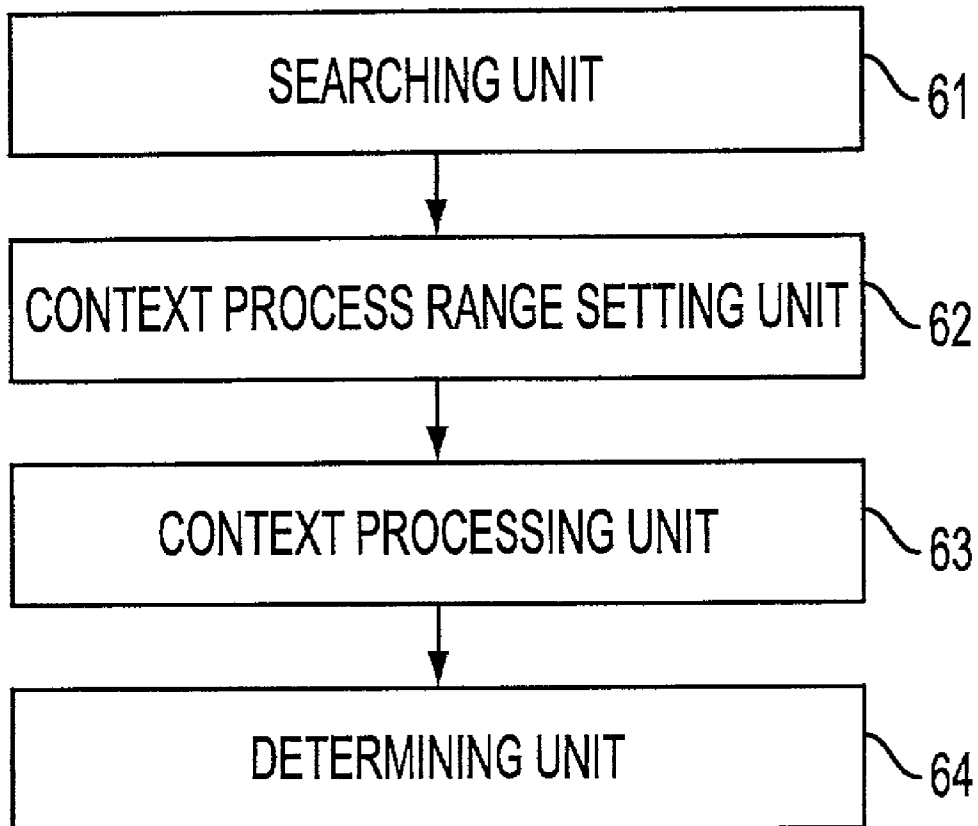 SEARCHING UNIT
61
CONTEXT PROCESS RANGE SETTING UNIT
62
CONTEXT PROCESSING UNIT
63
DETERMINING UNIT
64